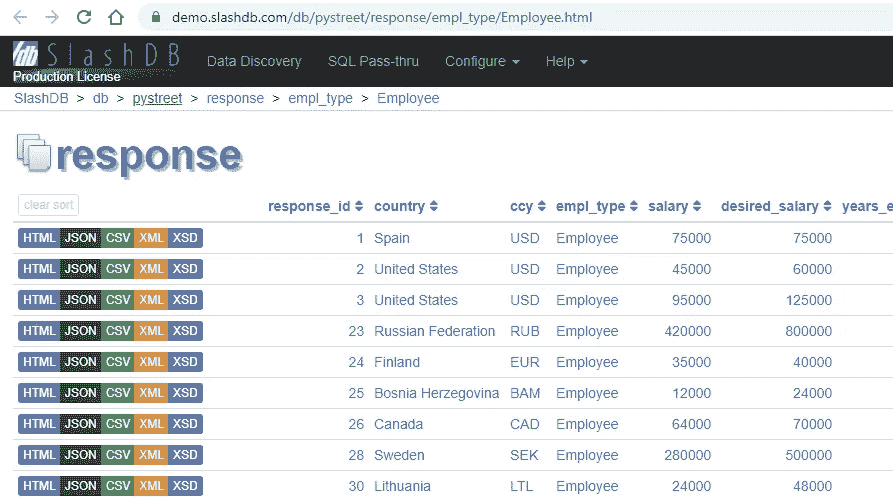 demo.slashdb.com/db/pystreet/response/empl_type/Employee.html
/db SlashDB Data Discovery SQL Pass-thru Configure Help
Production License
SlashDB > db > pystreet > response > empl_type > Employee
response
clear sort response_id country ccy empl_type salary desired_salary years_e
HTML JSON CSV XML XSD 1 Spain USD Employee 75000 75000
HTML JSON CSV XML XSD 2 United States USD Employee 45000 60000
HTML JSON CSV XML XSD 3 United States USD Employee 95000 125000
HTML JSON CSV XML XSD 23 Russian Federation RUB Employee 420000 800000
HTML JSON CSV XML XSD 24 Finland EUR Employee 35000 40000
HTML JSON CSV XML XSD 25 Bosnia Herzegovina BAM Employee 12000 24000
HTML JSON CSV XML XSD 26 Canada CAD Employee 64000 70000
HTML JSON CSV XML XSD 28 Sweden SEK Employee 280000 500000
HTML JSON CSV XML XSD 30 Lithuania LTL Employee 24000 48000